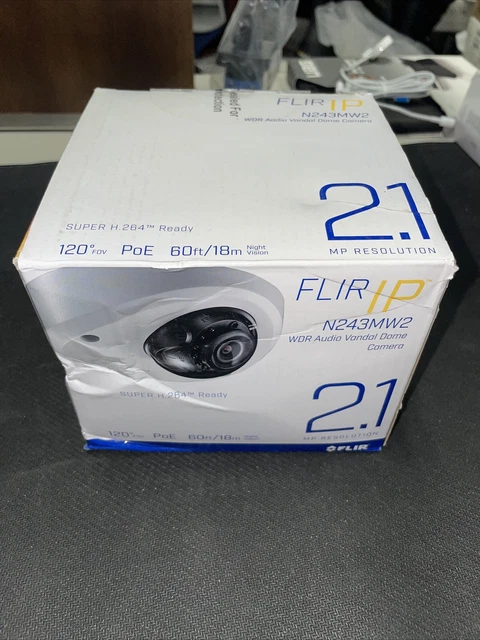 FLIR IP
N243MW2
WDR Audio Vandal Dome Camera
2.1
MP RESOLUTION
SUPER H.264™ Ready
120° FOV PoE 60ft/18m Night Vision
FLIR IP™
N243MW2
WDR Audio Vandal Dome
Camera
SUPER H.264™ Ready
2.1
MP RESOLUTION
120° PoE 60ft/18m
FLIR